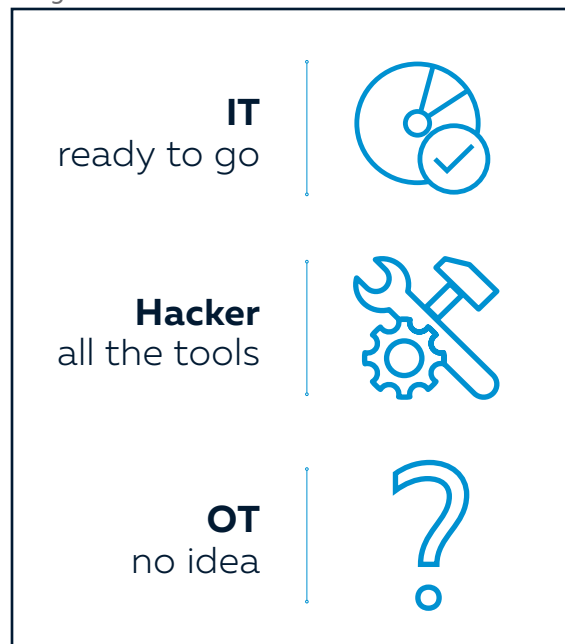 IT
ready to go
Hacker
all the tools
OT
no idea